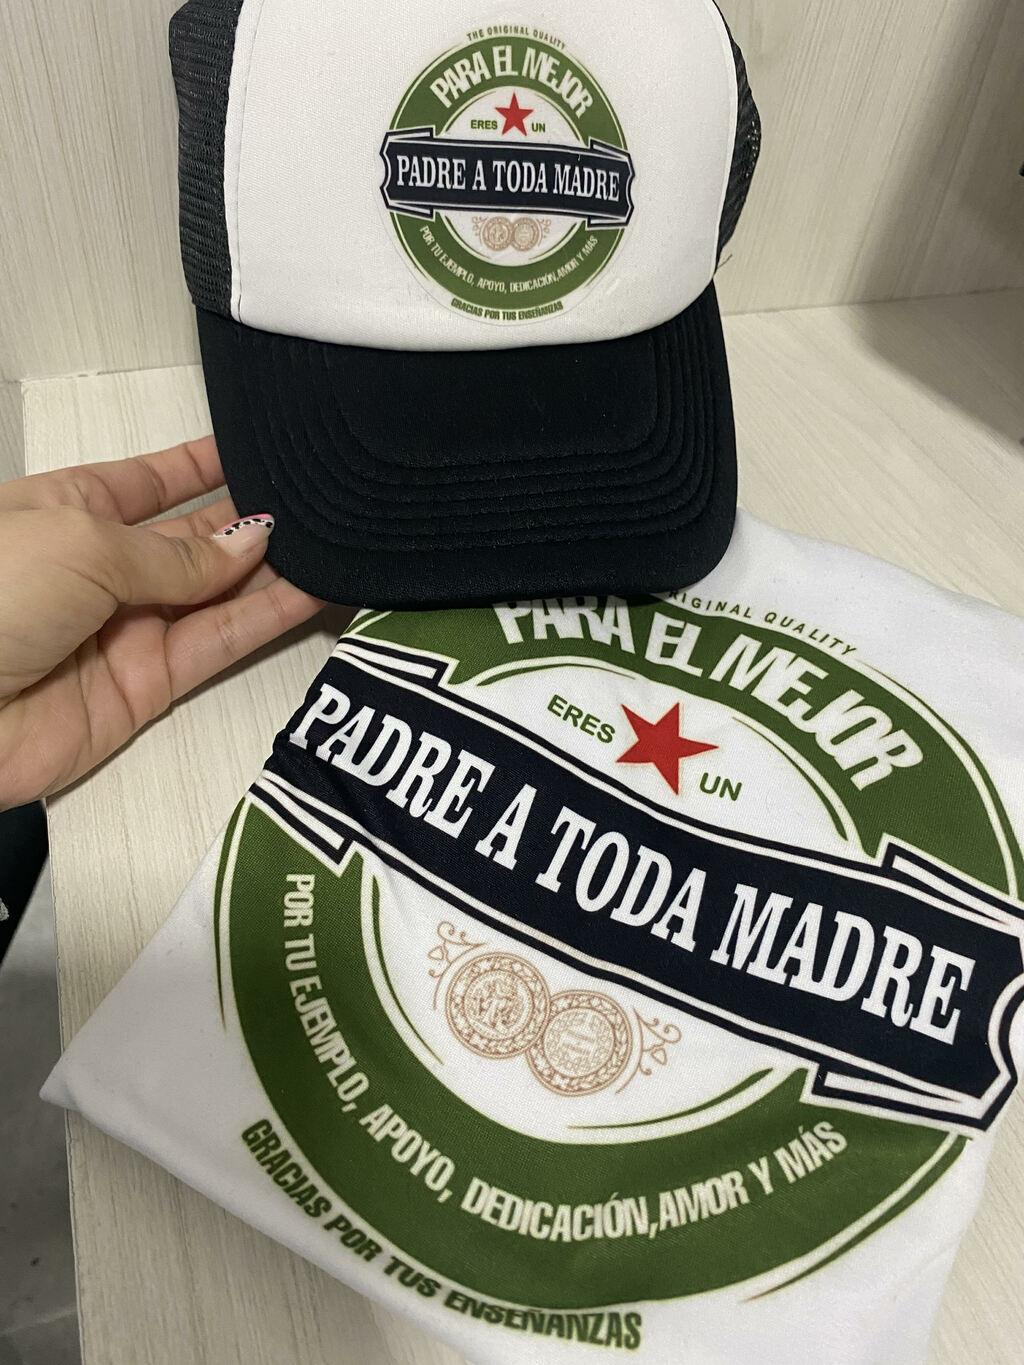 THE ORIGINAL QUALITY
PARA EL MEJOR
ERES UN
PADRE A TODA MADRE
POR TU EJEMPLO, APOYO, DEDICACIÓN,AMOR Y MÁS
GRACIAS POR TUS ENSEÑANZAS
ORIGINAL QUALITY
PARA EL MEJOR
ERES UN
PADRE A TODA MADRE
POR TU EJEMPLO, APOYO, DEDICACIÓN,AMOR Y MÁS
GRACIAS POR TUS ENSEÑANZAS